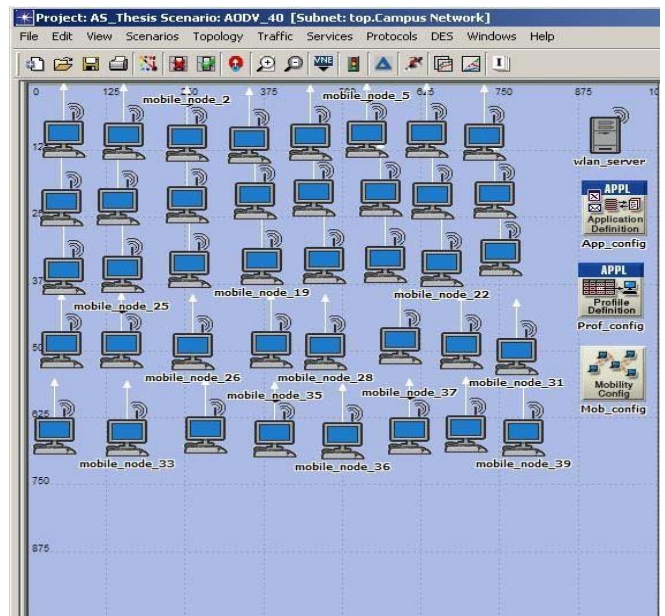 Project: AS_Thesis Scenario: AODV_40 [Subnet: top.Campus Network]
File Edit View Scenarios Topology Traffic Services Protocols DES Windows Help
VNE
0 125 375 750 875
mobile_node_2 mobile_node_5
wlan_server
APPL
Application
Definition
App_config
APPL
Profile
Definition
Prof_config
mobile_node_19 mobile_node_22
mobile_node_25
Mobility
Config
Mob_config
mobile_node_26 mobile_node_28 mobile_node_31
mobile_node_35 mobile_node_37
625
mobile_node_33 mobile_node_36 mobile_node_39
750
875